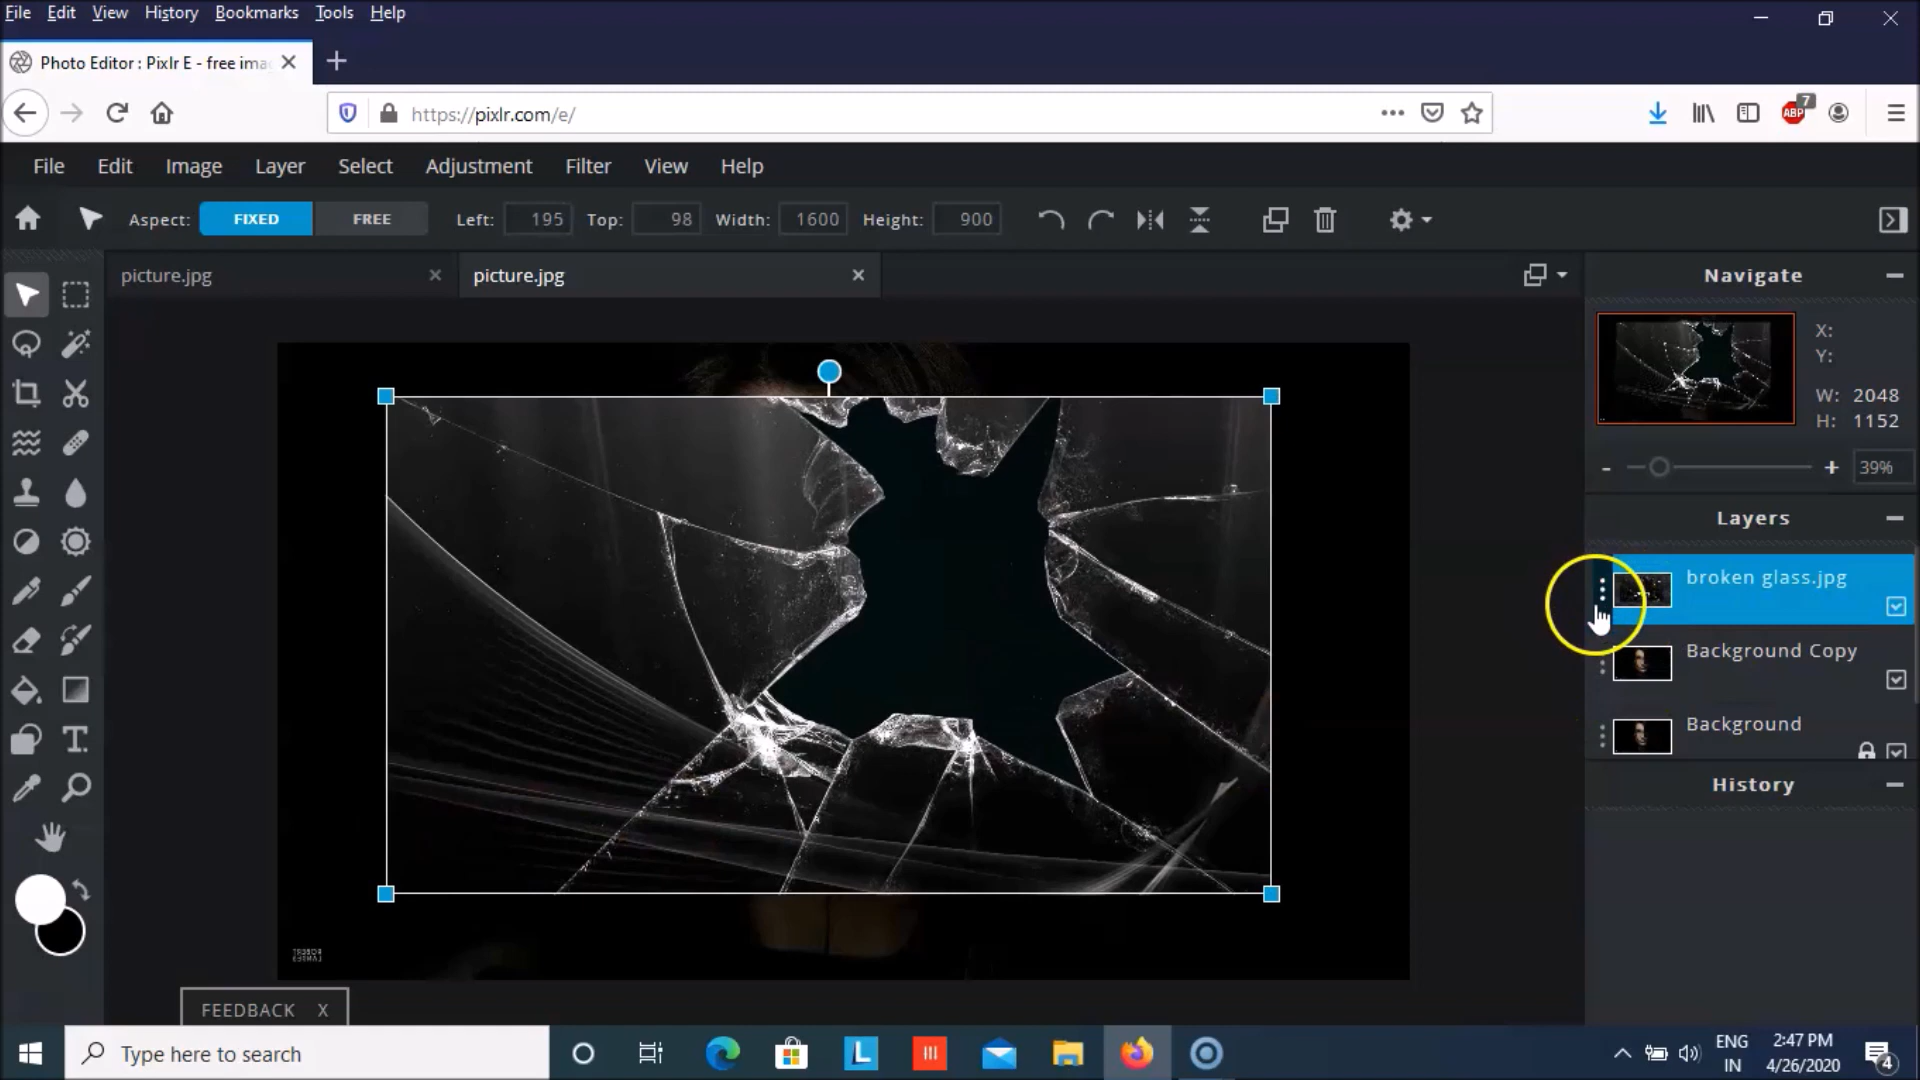 File Edit View History Bookmarks Tools Help
Photo Editor : Pixlr E - free ima
https://pixlr.com/e/
ABP 7
File Edit Image Layer Select Adjustment Filter View Help
Aspect: FIXED FREE Left: 195 Top: 98 Width: 1600 Height: 900
picture.jpg
picture.jpg
Navigate
X:
Y:
W: 2048
H: 1152
- + 39%
Layers
broken glass.jpg
Background Copy
Background
History
FEEDBACK X
Type here to search
L
ENG
IN
2:47 PM
4/26/2020
4